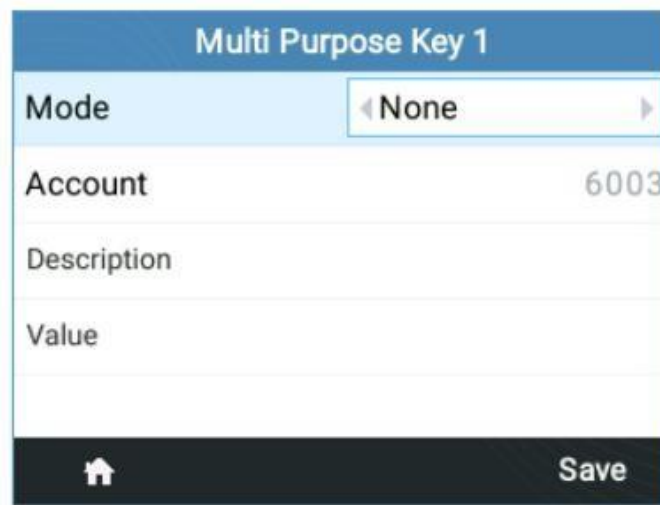 Multi Purpose Key 1
Mode None
Account 6003
Description
Value
Save